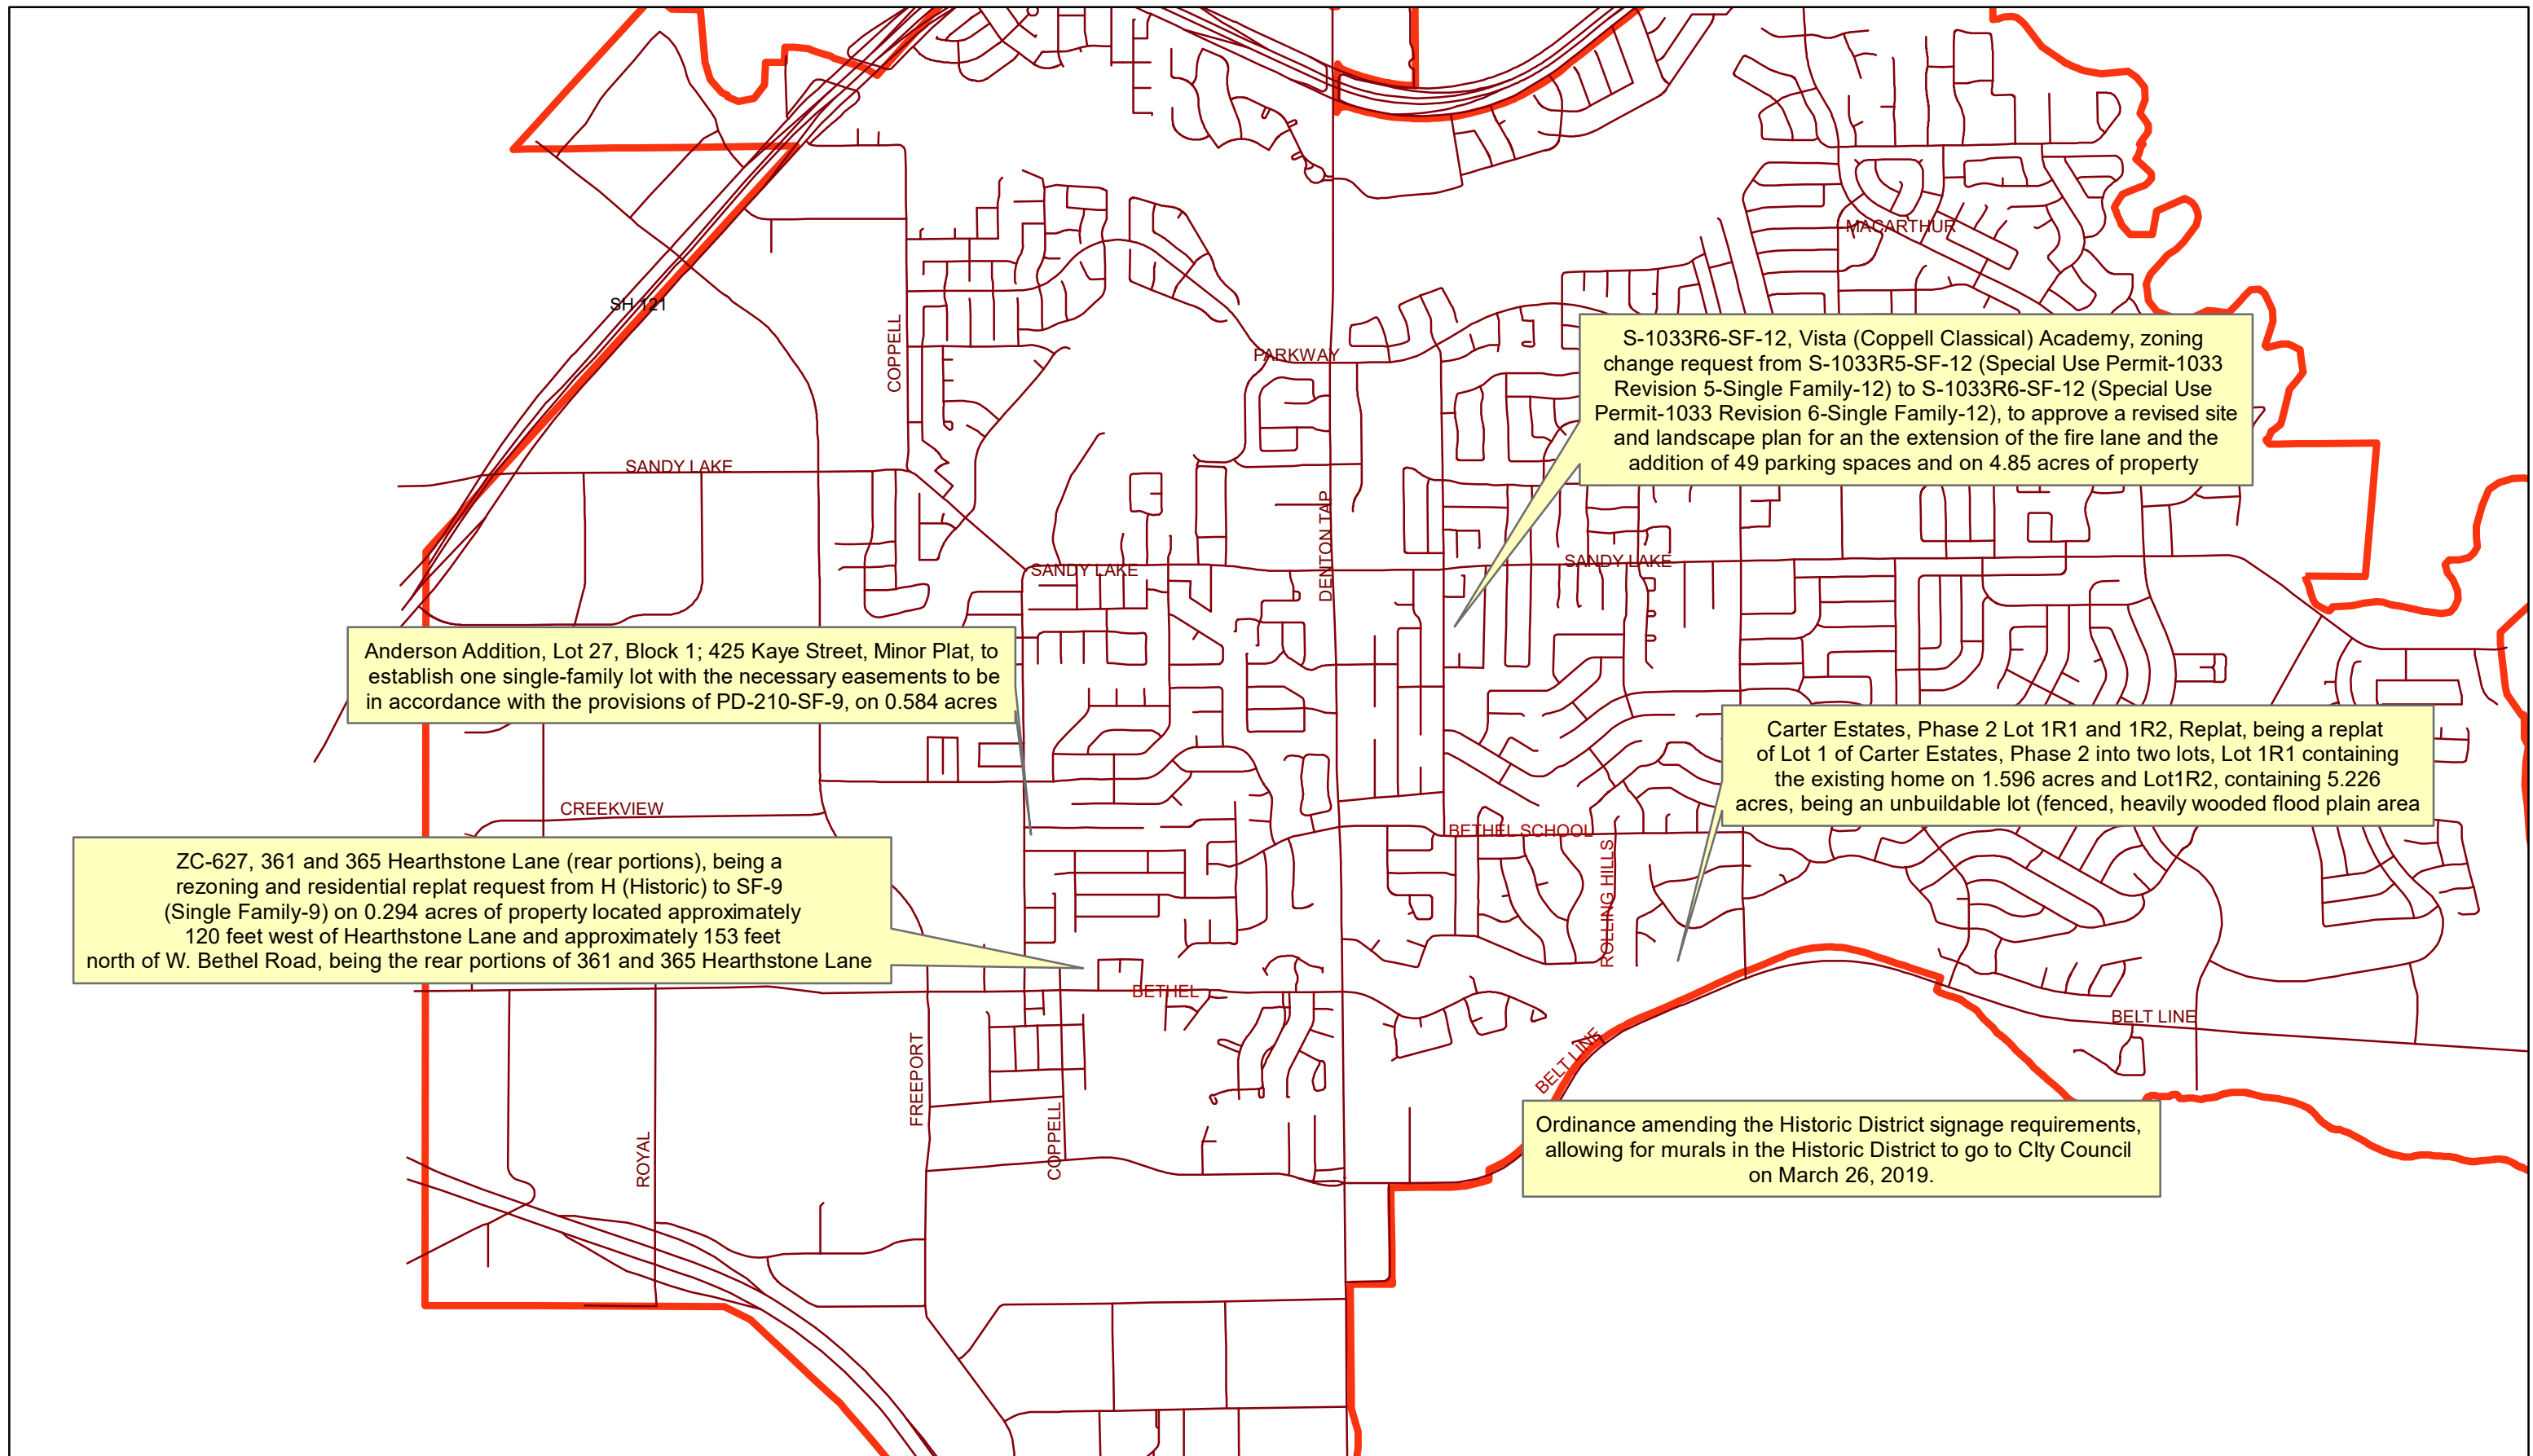 MACARTHUR
SH 121
COPPELL
PARKWAY
S-1033R6-SF-12, Vista (Coppell Classical) Academy, zoning
change request from S-1033R5-SF-12 (Special Use Permit-1033
Revision 5-Single Family-12) to S-1033R6-SF-12 (Special Use
Permit-1033 Revision 6-Single Family-12), to approve a revised site
and landscape plan for an the extension of the fire lane and the
addition of 49 parking spaces and on 4.85 acres of property
SANDY LAKE
DENTON TAP
SANDY LAKE
SANDY LAKE
Anderson Addition, Lot 27, Block 1; 425 Kaye Street, Minor Plat, to
establish one single-family lot with the necessary easements to be
in accordance with the provisions of PD-210-SF-9, on 0.584 acres
Carter Estates, Phase 2 Lot 1R1 and 1R2, Replat, being a replat
of Lot 1 of Carter Estates, Phase 2 into two lots, Lot 1R1 containing
the existing home on 1.596 acres and Lot1R2, containing 5.226
acres, being an unbuildable lot (fenced, heavily wooded flood plain area
CREEKVIEW
BETHEL SCHOOL
ROLLING HILLS
ZC-627, 361 and 365 Hearthstone Lane (rear portions), being a
rezoning and residential replat request from H (Historic) to SF-9
(Single Family-9) on 0.294 acres of property located approximately
120 feet west of Hearthstone Lane and approximately 153 feet
north of W. Bethel Road, being the rear portions of 361 and 365 Hearthstone Lane
BETHEL
BELT LINE
BELT LINE
FREEPORT
COPPELL
ROYAL
Ordinance amending the Historic District signage requirements,
allowing for murals in the Historic District to go to CIty Council
on March 26, 2019.